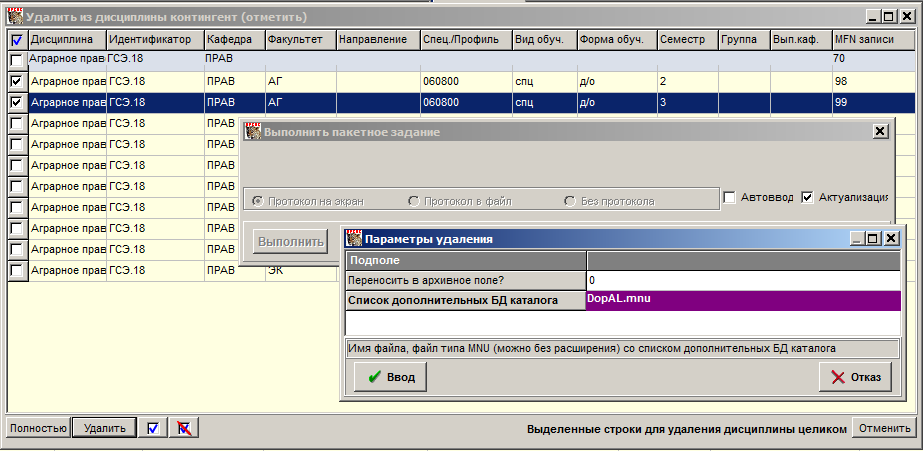 Удалить из дисциплины контингент (отметить)
Дисциплина Идентификатор Кафедра Факультет Направление Спец./Профиль Вид обуч. Форма обуч. Семестр Группа Вып.каф. MFN записи
Аграрное прав ГСЭ.18 ПРАВ 70
Аграрное прав ГСЭ.18 ПРАВ АГ 060800 спц д/о 2 98
Аграрное прав ГСЭ.18 ПРАВ АГ 060800 спц д/о 3 99
Аграрное прав ГСЭ.18 ПРАВ
Аграрное прав ГСЭ.18 ПРАВ
Аграрное прав ГСЭ.18 ПРАВ
Аграрное прав ГСЭ.18 ПРАВ
Аграрное прав ГСЭ.18 ПРАВ
Аграрное прав ГСЭ.18 ПРАВ
Аграрное прав ГСЭ.18 ПРАВ
Аграрное прав ГСЭ.18 ПРАВ ЭК
Выполнить пакетное задание
Протокол на экран Протокол в файл Без протокола Автоввод Актуализация
Выполнить
Параметры удаления
Подполе
Переносить в архивное поле? 0
Список дополнительных БД каталога DopAL.mnu
Имя файла, файл типа MNU (можно без расширения) со списком дополнительных БД каталога
Ввод Отказ
Полностью Удалить Выделенные строки для удаления дисциплины целиком Отменить